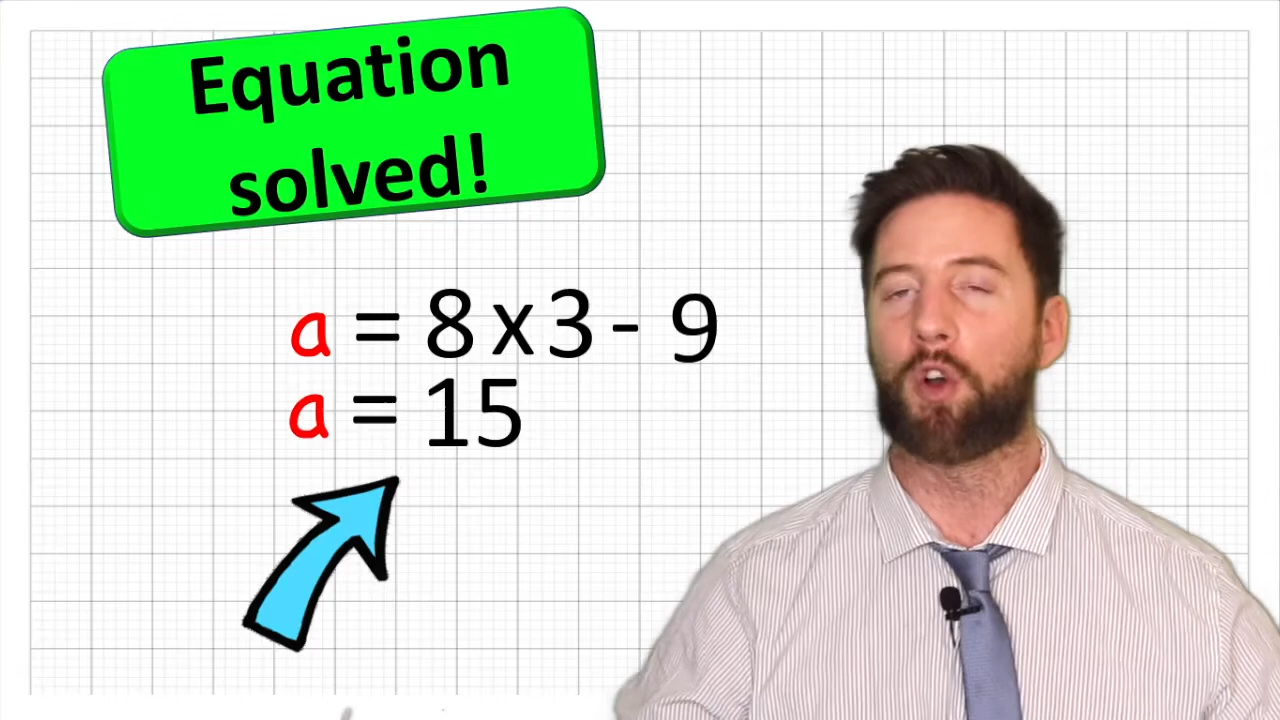 Equation
solved!
a = 8 x 3 - 9
a = 15